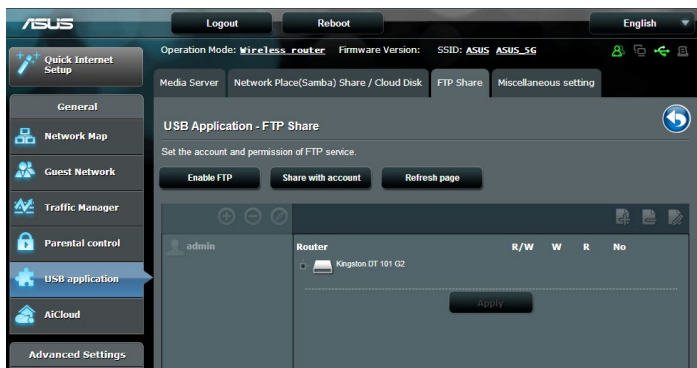 ASUS
Logout Reboot English
Quick Internet
Setup
Operation Mode: Wireless router Firmware Version: SSID: ASUS ASUS_5G
Media Server Network Place(Samba) Share / Cloud Disk FTP Share Miscellaneous setting
General
Network Map
Guest Network
Traffic Manager
Parental control
USB application
AiCloud
Advanced Settings
USB Application - FTP Share
Set the account and permission of FTP service.
Enable FTP Share with account Refresh page
admin
Router R/W W R No
Kingston DT 101 G2
Apply